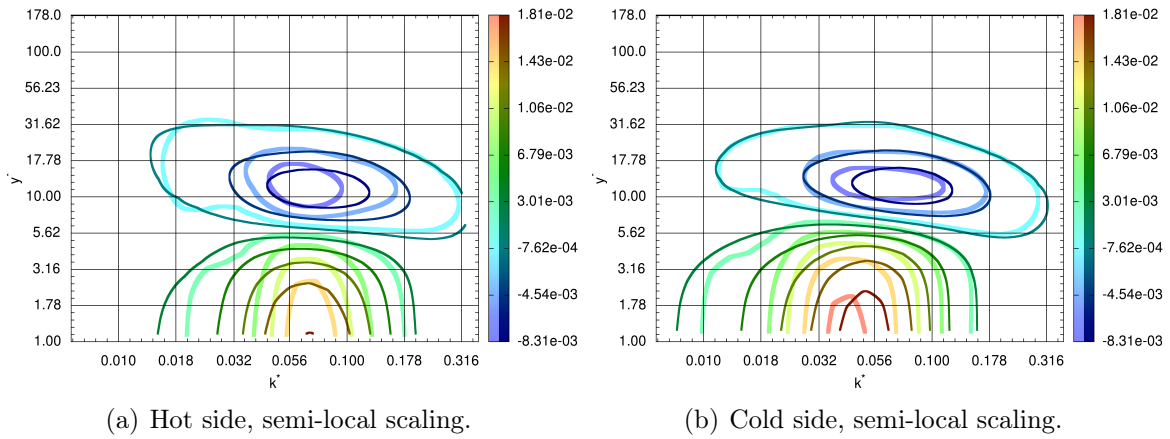 178.0
100.0
56.23
31.62
17.78
10.00
5.62
3.16
1.78
1.00
y*
0.010 0.018 0.032 0.056 0.100 0.178 0.316
k*
1.81e-02
1.43e-02
1.06e-02
6.79e-03
3.01e-03
-7.62e-04
-4.54e-03
-8.31e-03
(a) Hot side, semi-local scaling.
178.0
100.0
56.23
31.62
17.78
10.00
5.62
3.16
1.78
1.00
y*
0.010 0.018 0.032 0.056 0.100 0.178 0.316
k*
1.81e-02
1.43e-02
1.06e-02
6.79e-03
3.01e-03
-7.62e-04
-4.54e-03
-8.31e-03
(b) Cold side, semi-local scaling.